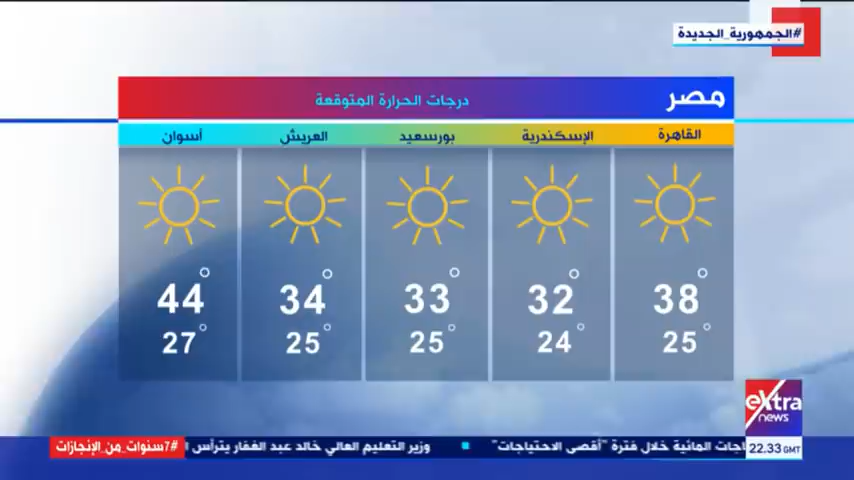 #الجمهورية_الجديدة
مصر
درجات الحرارة المتوقعة
القاهرة
الإسكندرية
بورسعيد
العريش
أسوان
38°
32°
33°
34°
44°
25°
24°
25°
25°
27°
extra
news
22.33 GMT
المائية خلال فترة "أقصى الاحتياجات"
وزير التعليم العالي خالد عبد الغفار يترأس
#7سنوات_من_الإنجازات